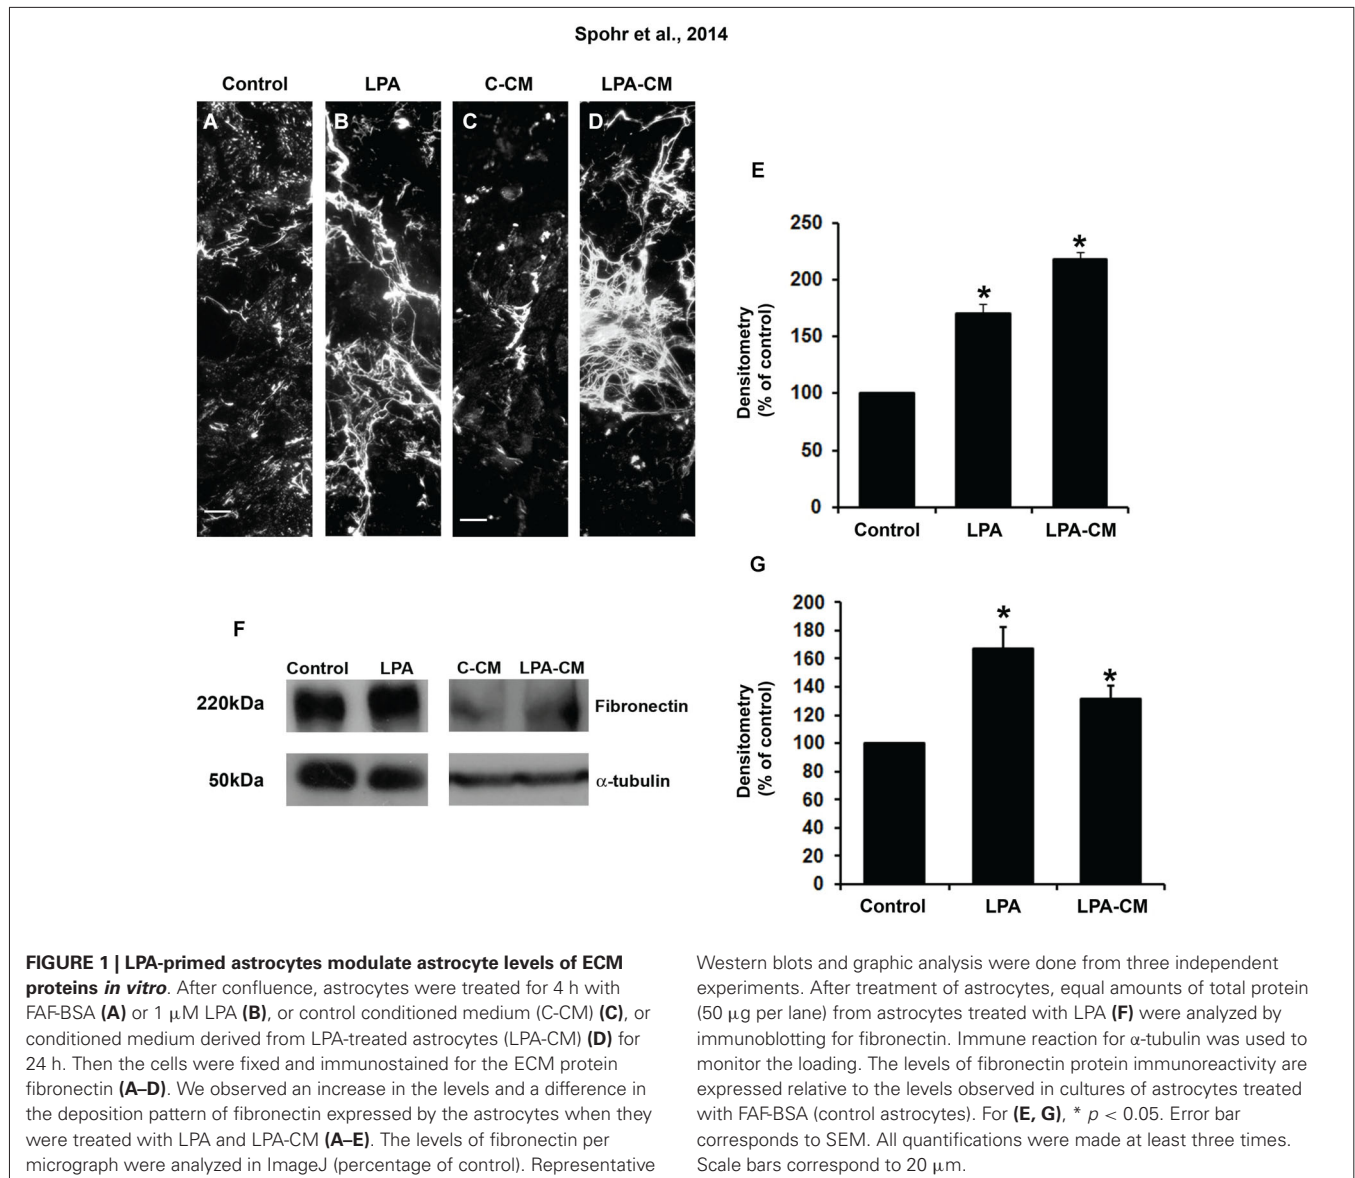 Spohr et al., 2014
Control LPA C-CM LPA-CM
A B C D
E
250
200
150
100
50
0
Densitometry
(% of control)
* *
Control LPA LPA-CM
F
Control LPA C-CM LPA-CM
220kDa Fibronectin
50kDa α-tubulin
G
200
180
160
140
120
100
80
60
40
20
0
Densitometry
(% of control)
* *
Control LPA LPA-CM
FIGURE 1 | LPA-primed astrocytes modulate astrocyte levels of ECM
proteins in vitro. After confluence, astrocytes were treated for 4 h with
FAF-BSA (A) or 1 μM LPA (B), or control conditioned medium (C-CM) (C), or
conditioned medium derived from LPA-treated astrocytes (LPA-CM) (D) for
24 h. Then the cells were fixed and immunostained for the ECM protein
fibronectin (A–D). We observed an increase in the levels and a difference in
the deposition pattern of fibronectin expressed by the astrocytes when they
were treated with LPA and LPA-CM (A–E). The levels of fibronectin per
micrograph were analyzed in ImageJ (percentage of control). Representative
Western blots and graphic analysis were done from three independent
experiments. After treatment of astrocytes, equal amounts of total protein
(50 μg per lane) from astrocytes treated with LPA (F) were analyzed by
immunoblotting for fibronectin. Immune reaction for α-tubulin was used to
monitor the loading. The levels of fibronectin protein immunoreactivity are
expressed relative to the levels observed in cultures of astrocytes treated
with FAF-BSA (control astrocytes). For (E, G), * p < 0.05. Error bar
corresponds to SEM. All quantifications were made at least three times.
Scale bars correspond to 20 μm.